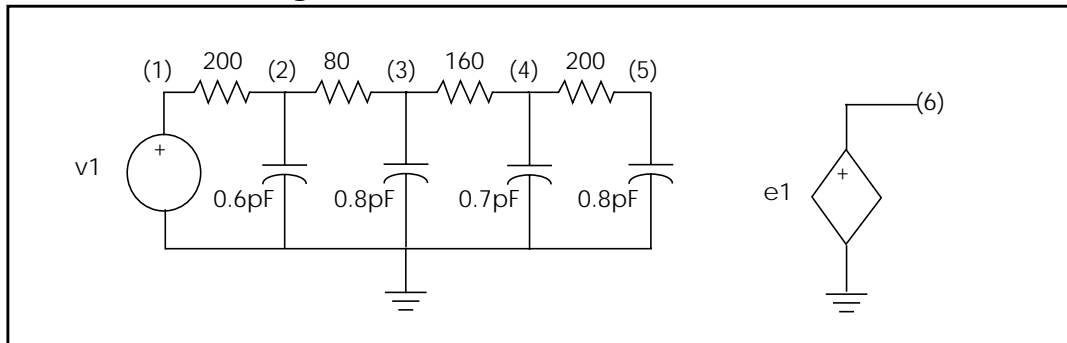 (1) 200 (2) 80 (3) 160 (4) 200 (5)
(6)
v1 + e1 +
0.6pF 0.8pF 0.7pF 0.8pF